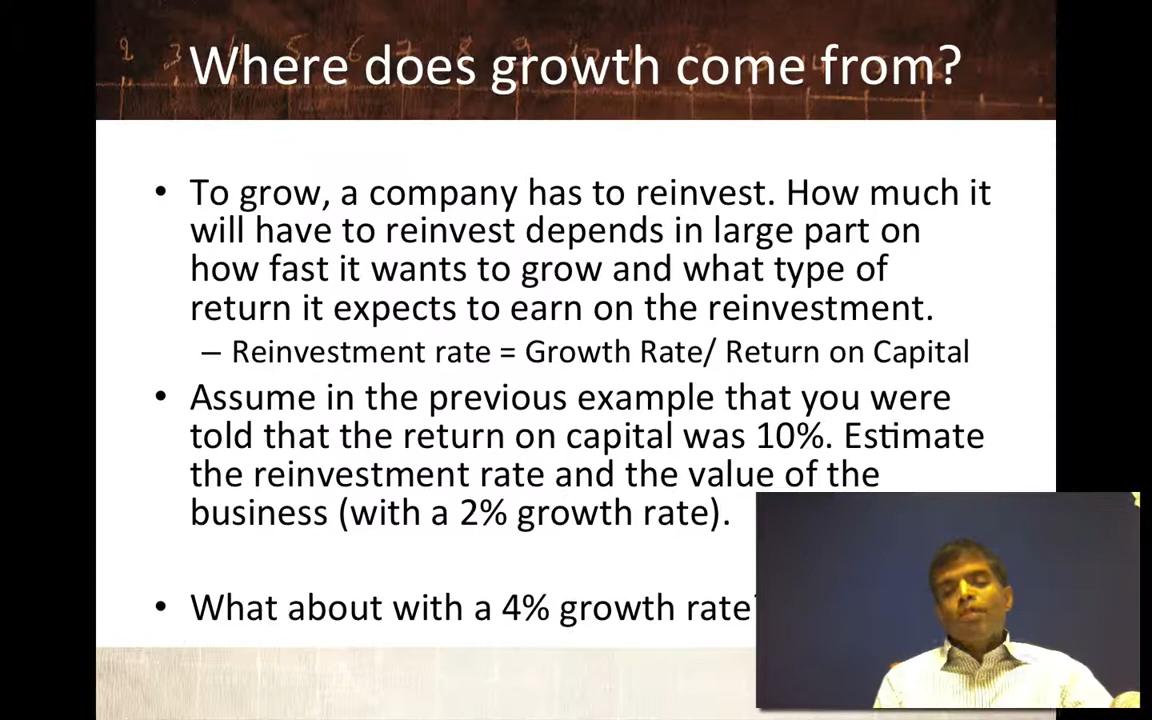 Where does growth come from?
• To grow, a company has to reinvest. How much it
will have to reinvest depends in large part on
how fast it wants to grow and what type of
return it expects to earn on the reinvestment.
– Reinvestment rate = Growth Rate/ Return on Capital
• Assume in the previous example that you were
told that the return on capital was 10%. Estimate
the reinvestment rate and the value of the
business (with a 2% growth rate).
• What about with a 4% growth rate?